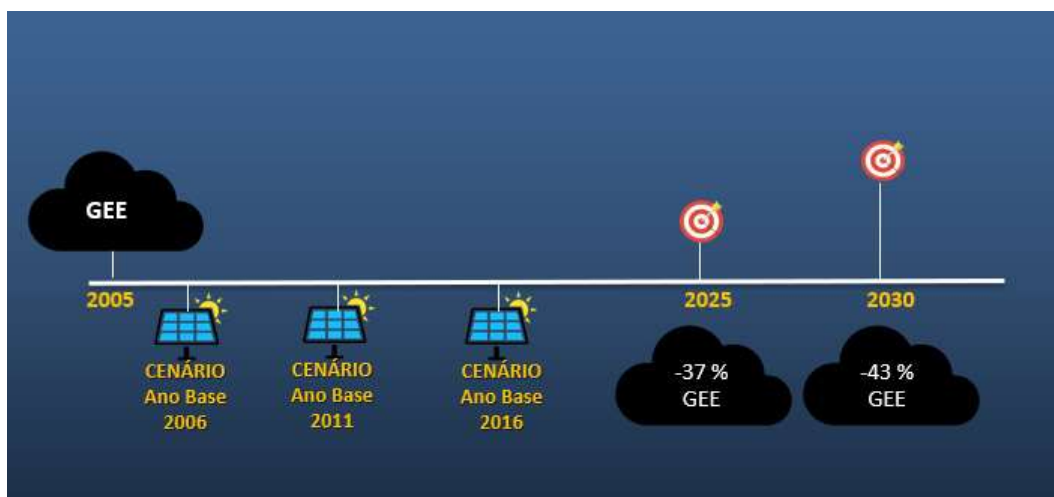 GEE
2005
2025
2030
CENÁRIO
Ano Base
2006
CENÁRIO
Ano Base
2011
CENÁRIO
Ano Base
2016
-37 %
GEE
-43 %
GEE